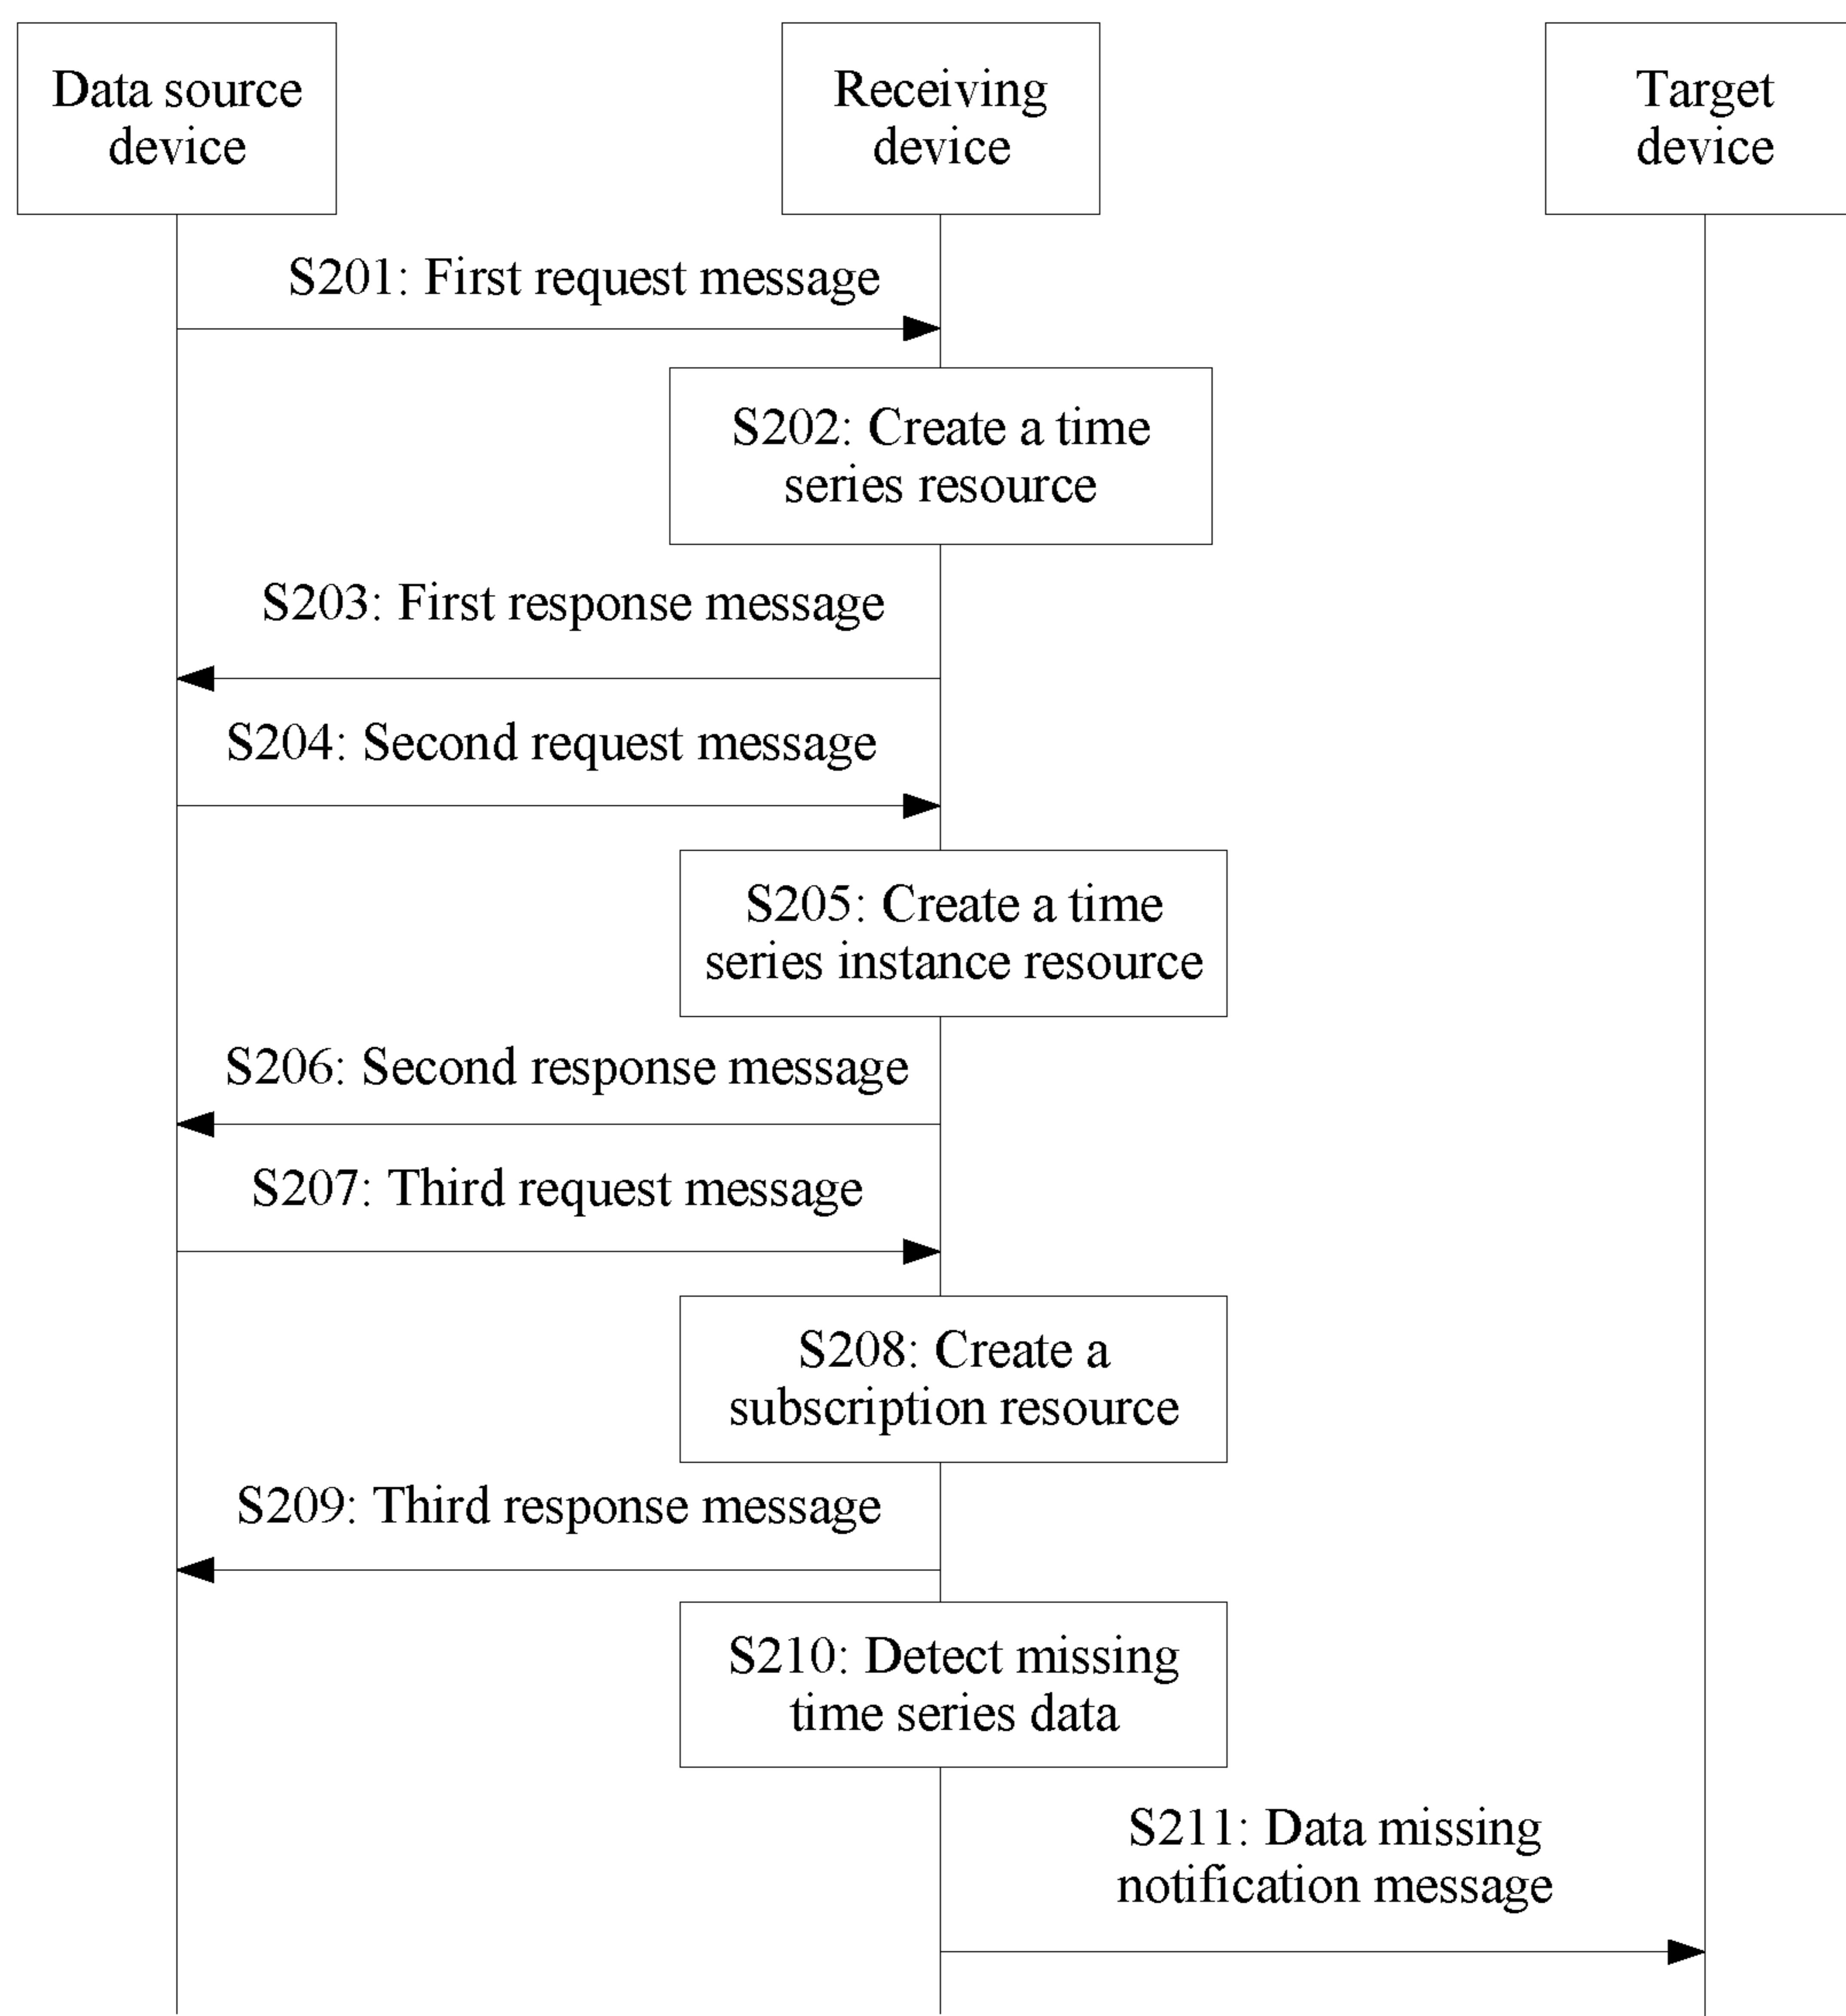 Data source
device
Receiving
device
Target
device
S201: First request message
S202: Create a time
series resource
S203: First response message
S204: Second request message
S205: Create a time
series instance resource
S206: Second response message
S207: Third request message
S208: Create a
subscription resource
S209: Third response message
S210: Detect missing
time series data
S211: Data missing
notification message